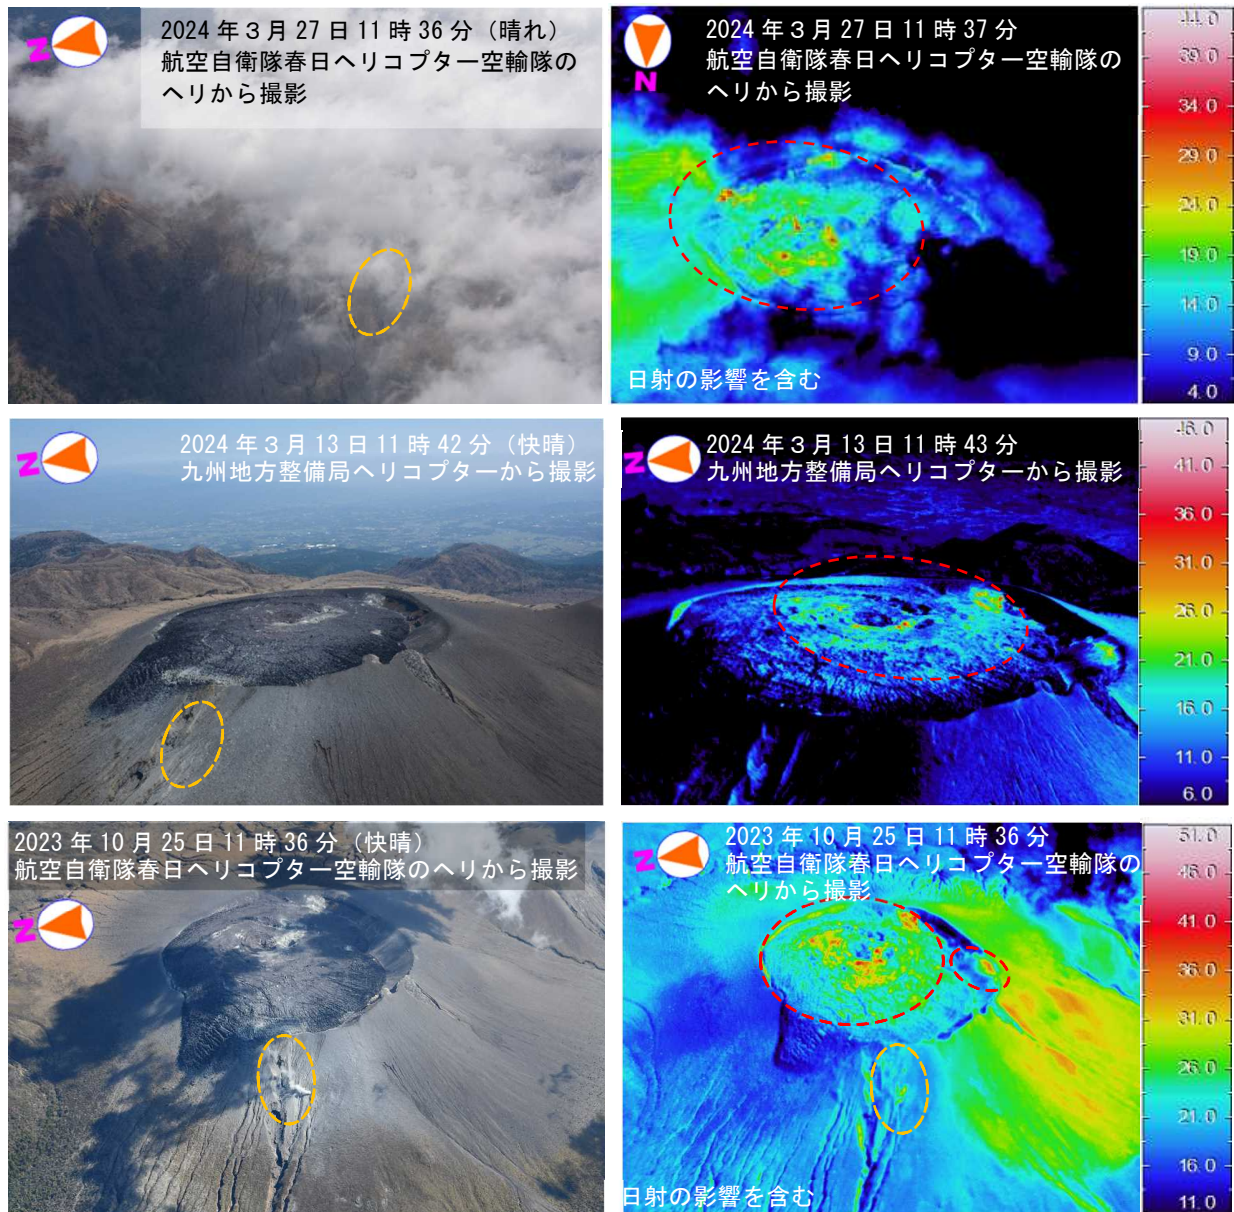 N
2024年3月27日11時36分（晴れ）
航空自衛隊春日ヘリコプター空輸隊の
ヘリから撮影
N
2024年3月27日11時37分
航空自衛隊春日ヘリコプター空輸隊の
ヘリから撮影
日射の影響を含む
44.0
39.0
34.0
29.0
24.0
19.0
14.0
9.0
4.0
N
2024年3月13日11時42分（快晴）
九州地方整備局ヘリコプターから撮影
N
2024年3月13日11時43分
九州地方整備局ヘリコプターから撮影
46.0
41.0
36.0
31.0
26.0
21.0
16.0
11.0
6.0
2023年10月25日11時36分（快晴）
航空自衛隊春日ヘリコプター空輸隊のヘリから撮影
N
N
2023年10月25日11時36分
航空自衛隊春日ヘリコプター空輸隊の
ヘリから撮影
日射の影響を含む
51.0
46.0
41.0
36.0
31.0
26.0
21.0
16.0
11.0